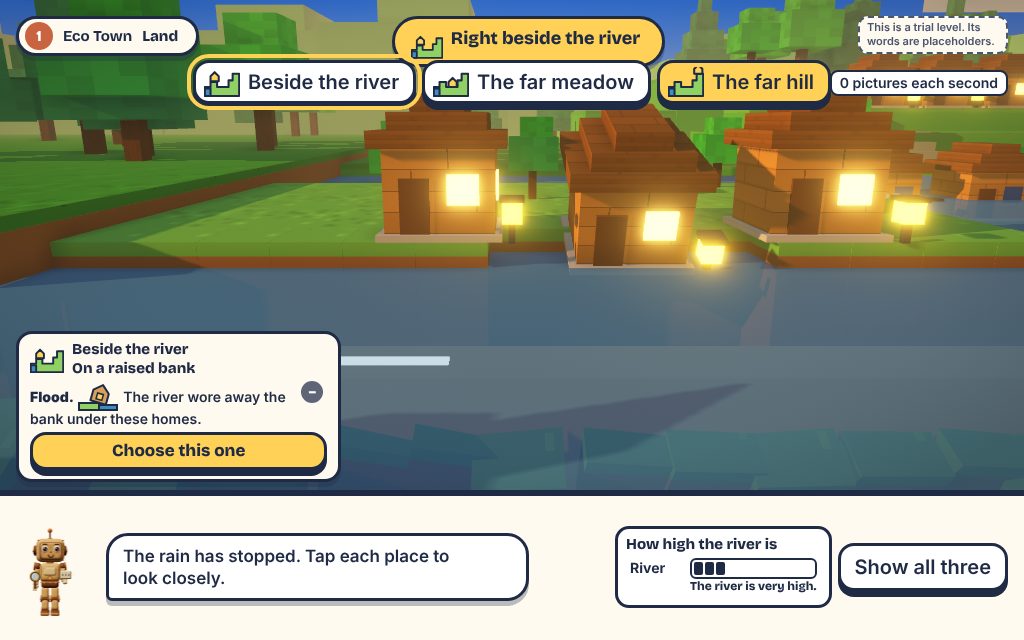 1 Eco Town Land
Right beside the river
This is a trial level. Its
words are placeholders.
Beside the river
The far meadow
The far hill
0 pictures each second
Beside the river
On a raised bank
Flood. The river wore away the
bank under these homes.
Choose this one
The rain has stopped. Tap each place to
look closely.
How high the river is
River
The river is very high.
Show all three